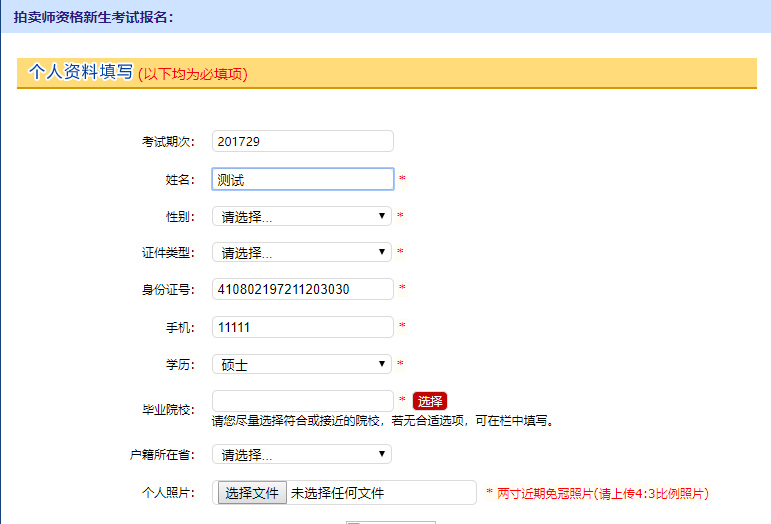 拍卖师资格新生考试报名:
个人资料填写 (以下均为必填项)
考试期次: 201729
姓名: 测试 *
性别: 请选择... *
证件类型: 请选择... *
身份证号: 410802197211203030 *
手机: 11111 *
学历: 硕士 *
毕业院校: * 选择
请您尽量选择符合或接近的院校，若无合适选项，可在栏中填写。
户籍所在省: 请选择...
个人照片: 选择文件 未选择任何文件 * 两寸近期免冠照片(请上传4:3比例照片)